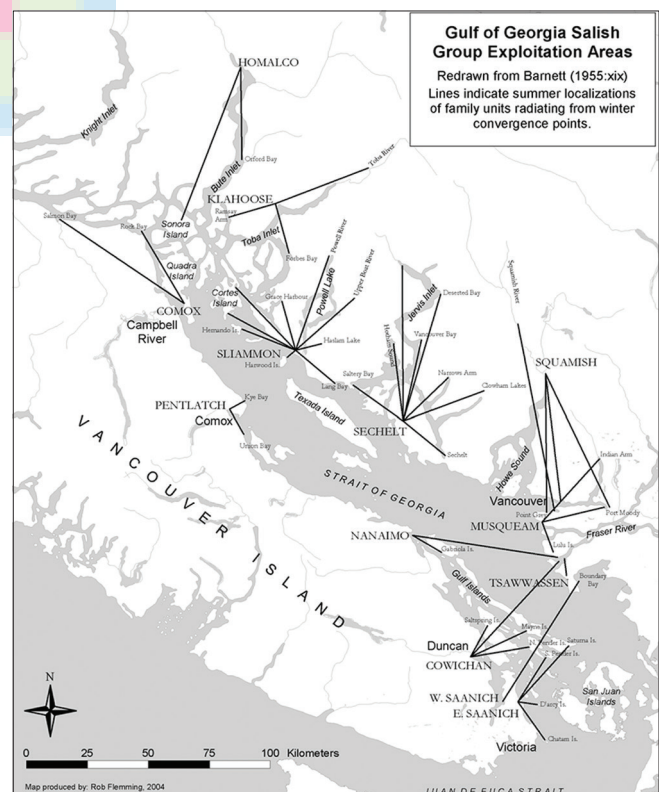 Gulf of Georgia Salish
Group Exploitation Areas
Redrawn from Barnett (1955:xix)
Lines indicate summer localizations
of family units radiating from winter
convergence points.
HOMALCO
Knight Inlet
Orford Bay
Bute Inlet
Toba River
KLAHOOSE
Ramsay
Arm
Salmon Bay
Rock Bay
Sonora
Island
Toba Inlet
Forbes Bay
Powell River
Quadra
Island
Upper Boat River
Powell Lake
Cortes
Island
Grace Harbour
Jervis Inlet
Deserted Bay
Squamish River
COMOX
Campbell
River
Hernando Is.
Haslam Lake
Vancouver Bay
SLIAMMON
Harwood Is.
SQUAMISH
Saltery Bay
Narrows Arm
Lang Bay
Clowham Lakes
PENTLATCH
Kye Bay
Comox
Texada Island
SECHELT
Union Bay
Sechelt
Indian Arm
Howe Sound
VANCOUVER ISLAND
STRAIT OF GEORGIA
Vancouver
Point Grey
Port Moody
MUSQUEAM
Fraser River
NANAIMO
Lulu Is.
Gabriola Is.
Gulf Islands
TSAWWASSEN
Boundary
Bay
Saltspring Is.
Mayne Is.
Duncan
N. Pender Is.
Saturna Is.
S. Pender Is.
COWICHAN
N
W. SAANICH
E. SAANICH
D'arcy Is.
San Juan
Islands
Chatam Is.
Victoria
0 25 50 75 100 Kilometers
Map produced by: Rob Flemming, 2004
JUAN DE FUCA STRAIT